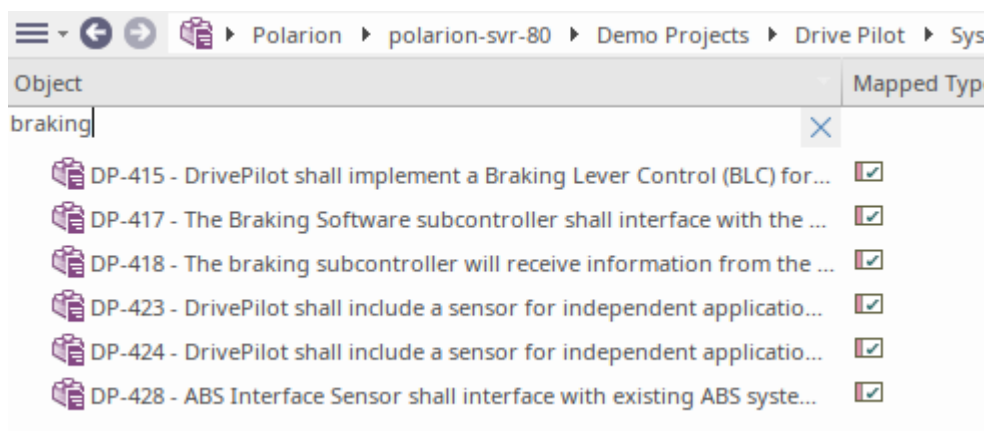 Polarion polarion-svr-80 Demo Projects Drive Pilot Sys
Object Mapped Typ
braking
DP-415 - DrivePilot shall implement a Braking Lever Control (BLC) for...
DP-417 - The Braking Software subcontroller shall interface with the ...
DP-418 - The braking subcontroller will receive information from the ...
DP-423 - DrivePilot shall include a sensor for independent applicatio...
DP-424 - DrivePilot shall include a sensor for independent applicatio...
DP-428 - ABS Interface Sensor shall interface with existing ABS syste...